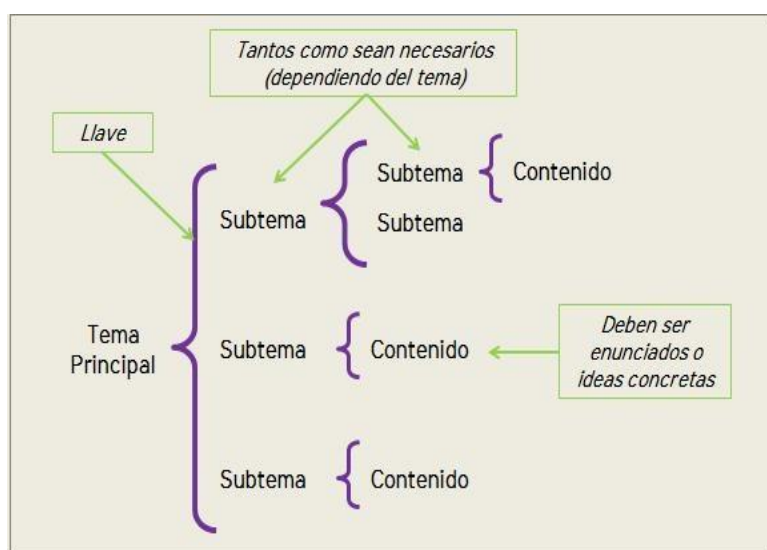 Tantos como sean necesarios
(dependiendo del tema)
Llave
Subtema
Contenido
Subtema
Subtema
Tema
Principal
Subtema
Contenido
Deben ser
enunciados o
ideas concretas
Subtema
Contenido